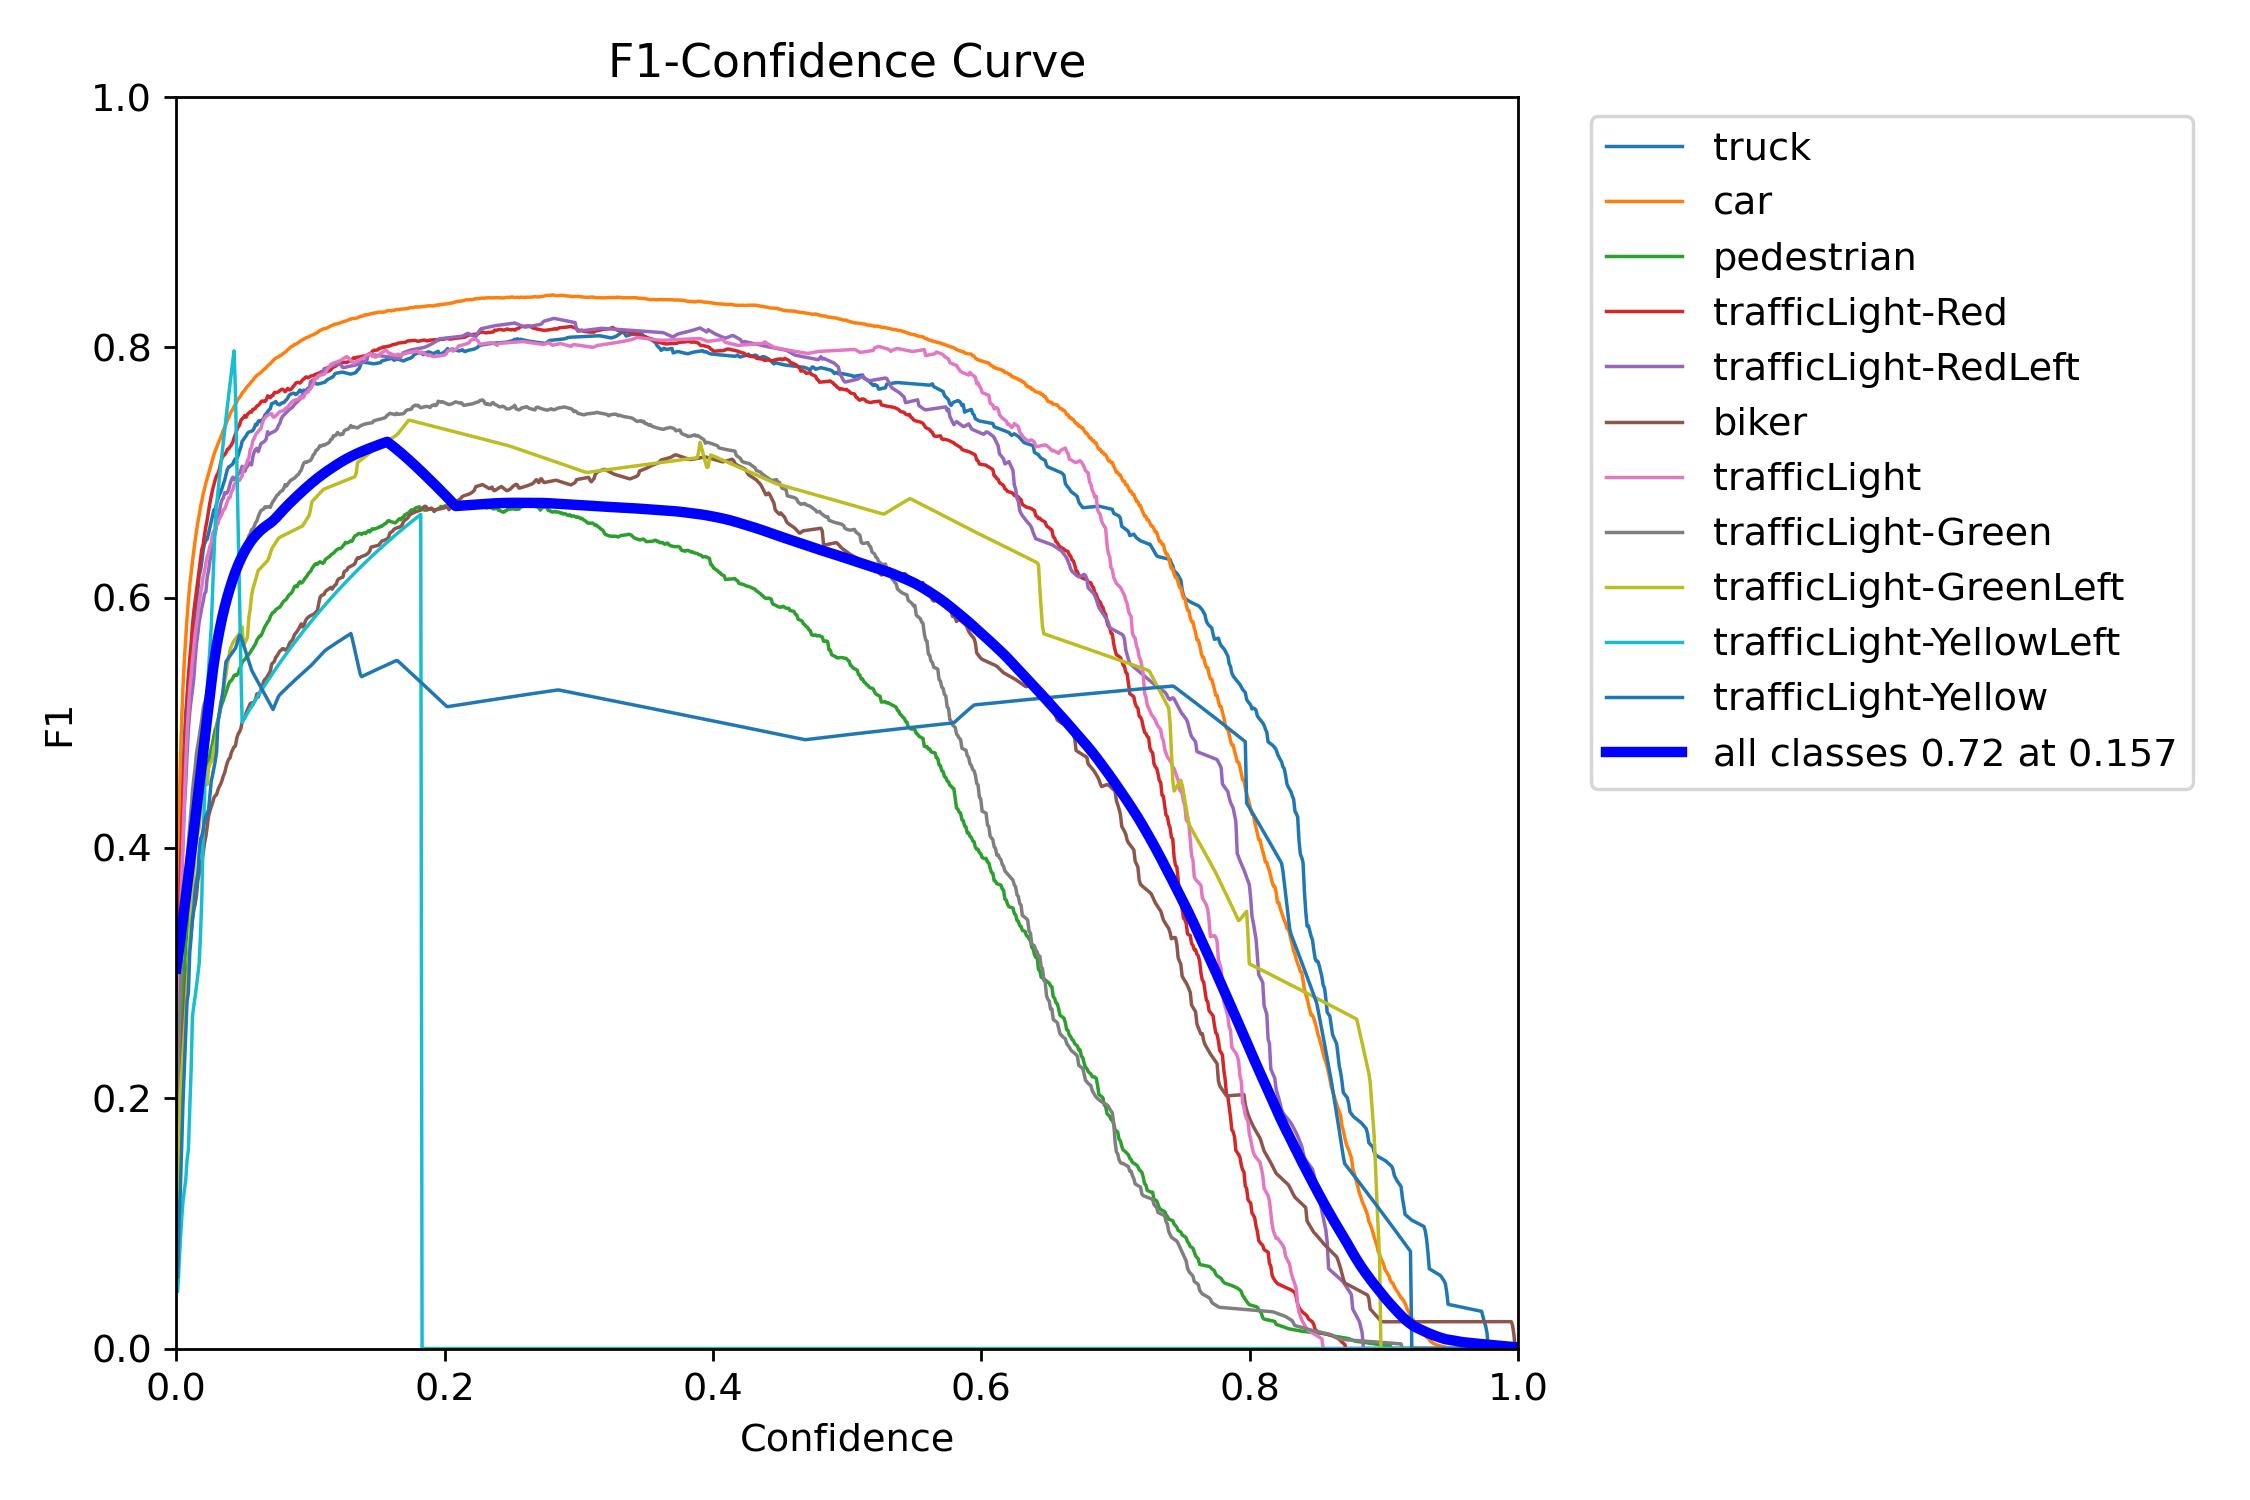 F1-Confidence Curve
1.0
0.8
0.6
0.4
0.2
0.0
F1
0.0 0.2 0.4 0.6 0.8 1.0
Confidence
truck
car
pedestrian
trafficLight-Red
trafficLight-RedLeft
biker
trafficLight
trafficLight-Green
trafficLight-GreenLeft
trafficLight-YellowLeft
trafficLight-Yellow
all classes 0.72 at 0.157